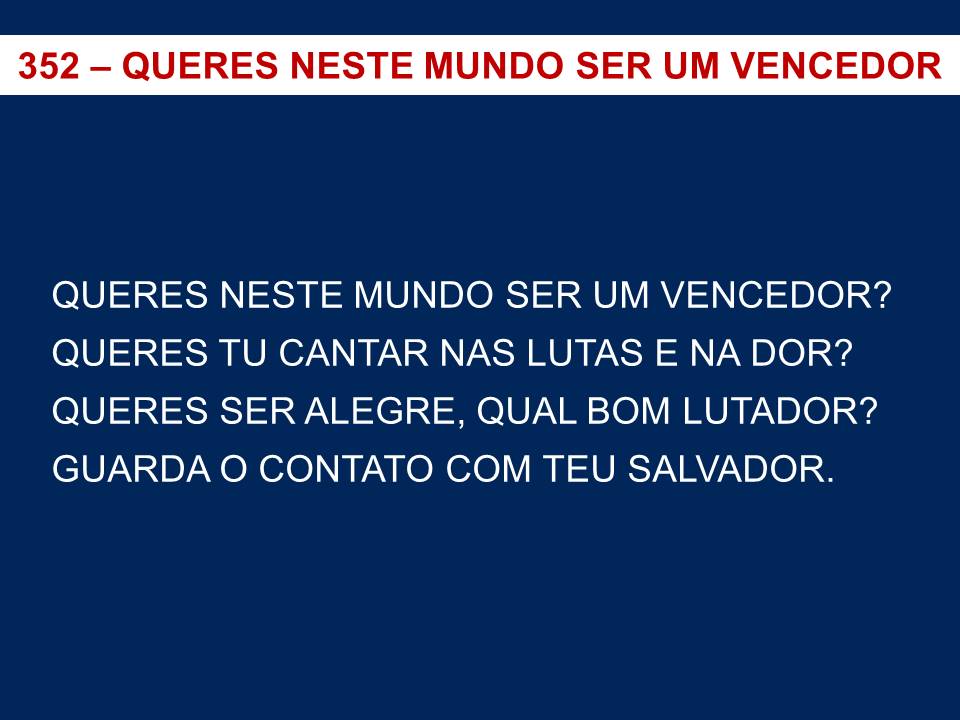 352 – QUERES NESTE MUNDO SER UM VENCEDOR
QUERES NESTE MUNDO SER UM VENCEDOR?
QUERES TU CANTAR NAS LUTAS E NA DOR?
QUERES SER ALEGRE, QUAL BOM LUTADOR?
GUARDA O CONTATO COM TEU SALVADOR.